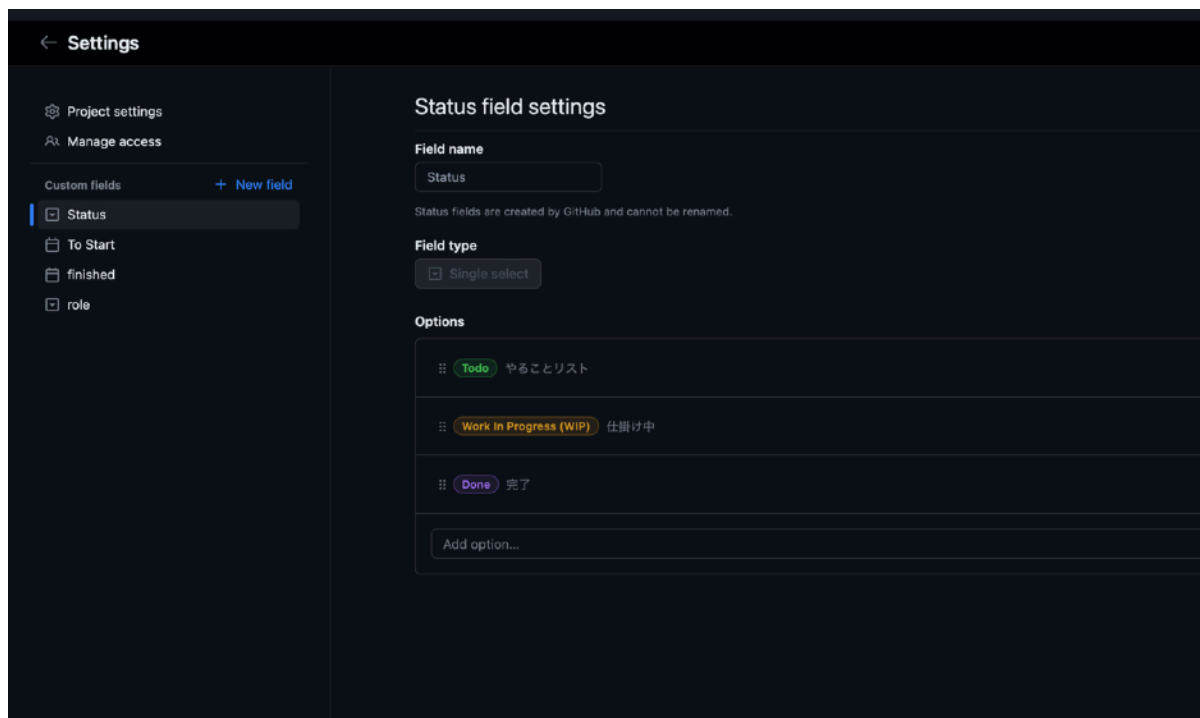 Settings
Project settings
Manage access
Custom fields + New field
Status
To Start
finished
role
Status field settings
Field name
Status
Status fields are created by GitHub and cannot be renamed.
Field type
Single select
Options
Todo やることリスト
Work In Progress (WIP) 仕掛け中
Done 完了
Add option...